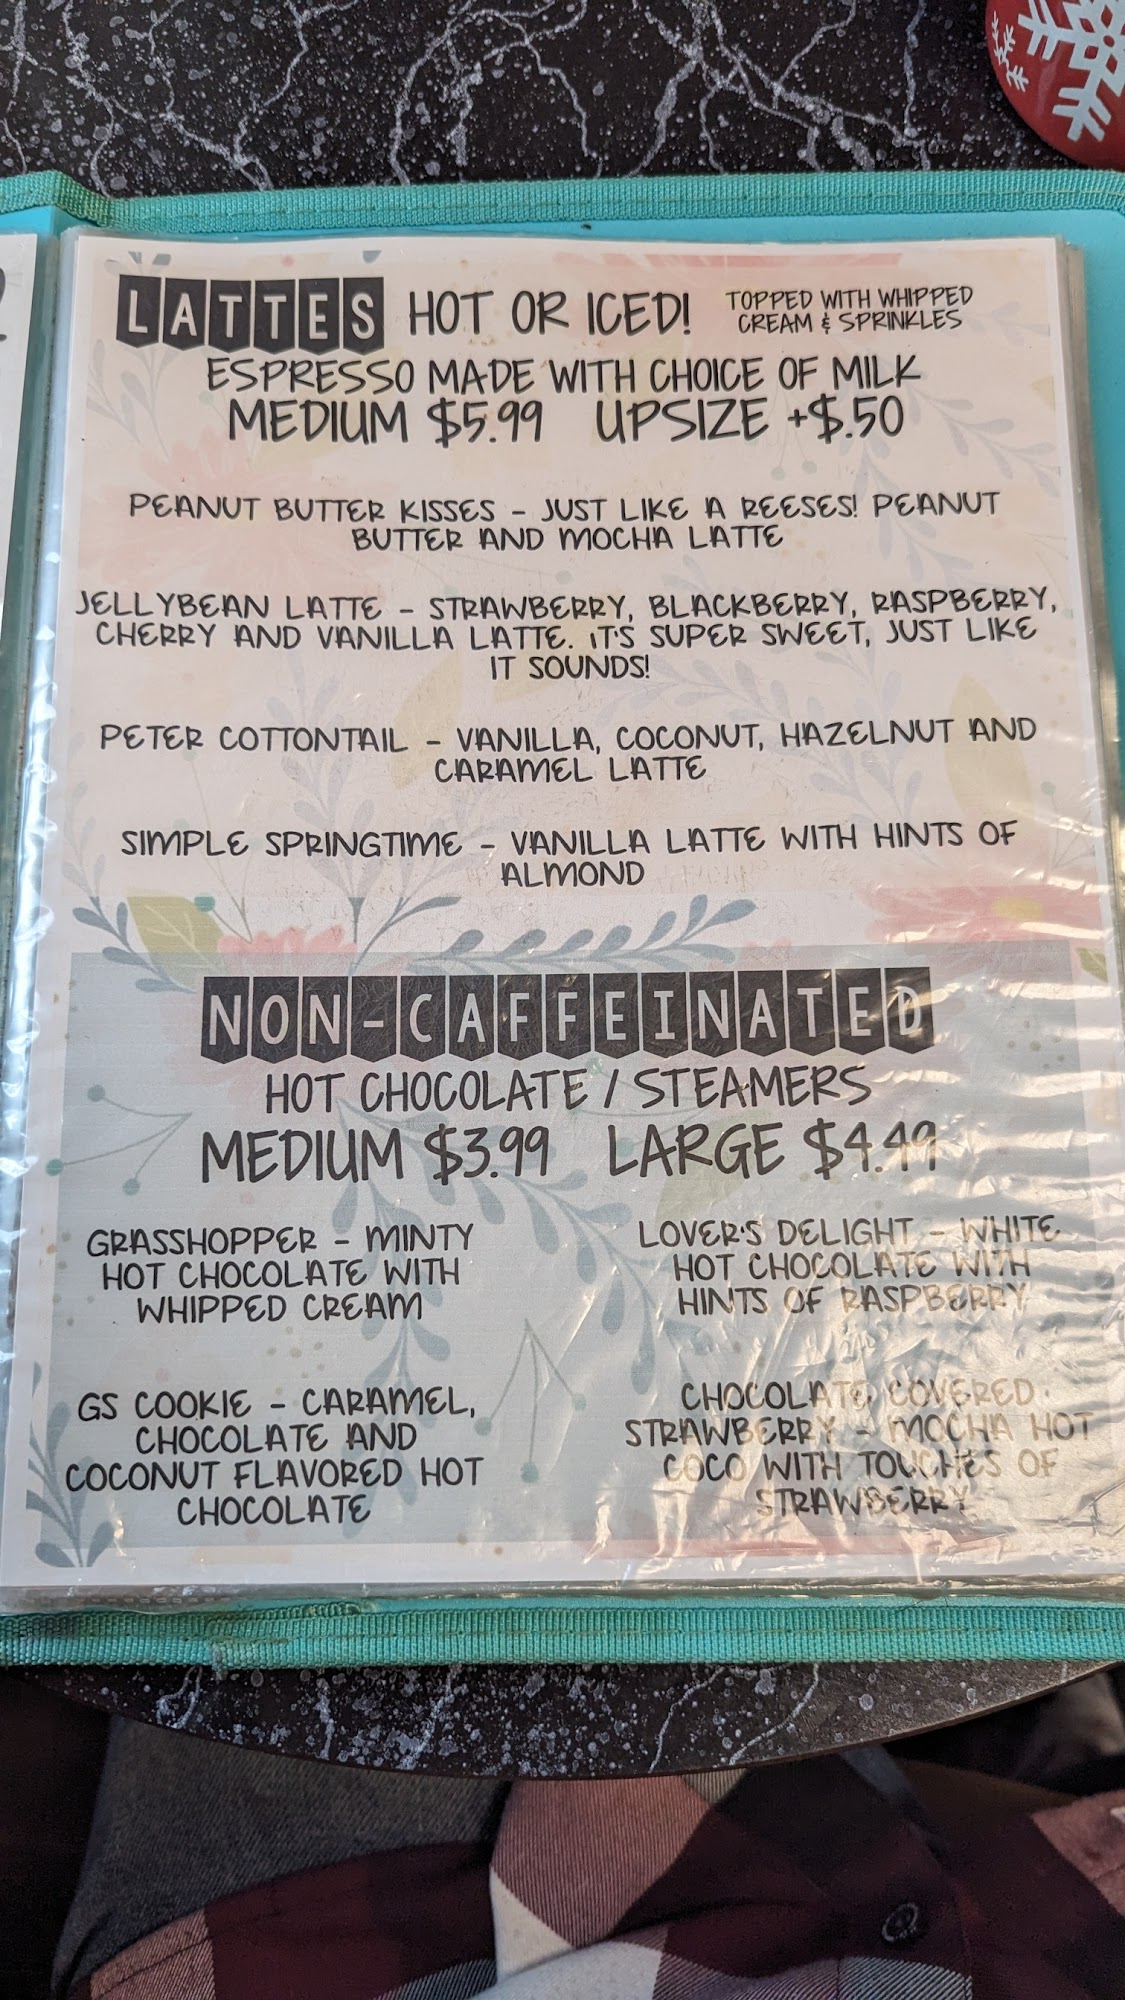 LATTES HOT OR ICED! TOPPED WITH WHIPPED
CREAM & SPRINKLES
ESPRESSO MADE WITH CHOICE OF MILK
MEDIUM $5.99 UPSIZE +$.50
PEANUT BUTTER KISSES - JUST LIKE A REESES! PEANUT
BUTTER AND MOCHA LATTE
JELLYBEAN LATTE - STRAWBERRY, BLACKBERRY, RASPBERRY,
CHERRY AND VANILLA LATTE. IT'S SUPER SWEET, JUST LIKE
IT SOUNDS!
PETER COTTONTAIL - VANILLA, COCONUT, HAZELNUT AND
CARAMEL LATTE
SIMPLE SPRINGTIME - VANILLA LATTE WITH HINTS OF
ALMOND
NON-CAFFEINATED
HOT CHOCOLATE / STEAMERS
MEDIUM $3.99 LARGE $4.49
GRASSHOPPER - MINTY
HOT CHOCOLATE WITH
WHIPPED CREAM
LOVER'S DELIGHT - WHITE
HOT CHOCOLATE WITH
HINTS OF RASPBERRY
GS COOKIE - CARAMEL,
CHOCOLATE AND
COCONUT FLAVORED HOT
CHOCOLATE
CHOCOLATE COVERED
STRAWBERRY - MOCHA HOT
COCO WITH TOUCHES OF
STRAWBERRY